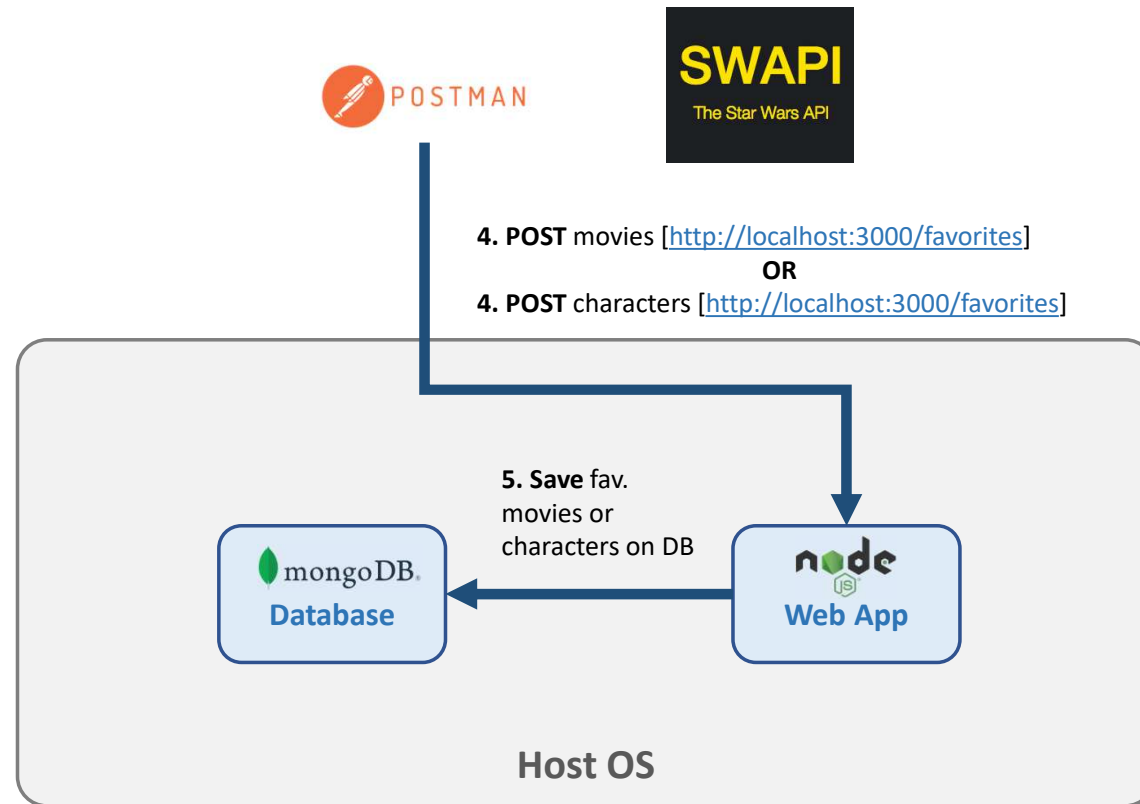 SWAPI
The Star Wars API
POSTMAN
4. POST movies [http://localhost:3000/favorites]
OR
4. POST characters [http://localhost:3000/favorites]
5. Save fav.
movies or
characters on DB
mongoDB.
Database
node
JS
Web App
Host OS